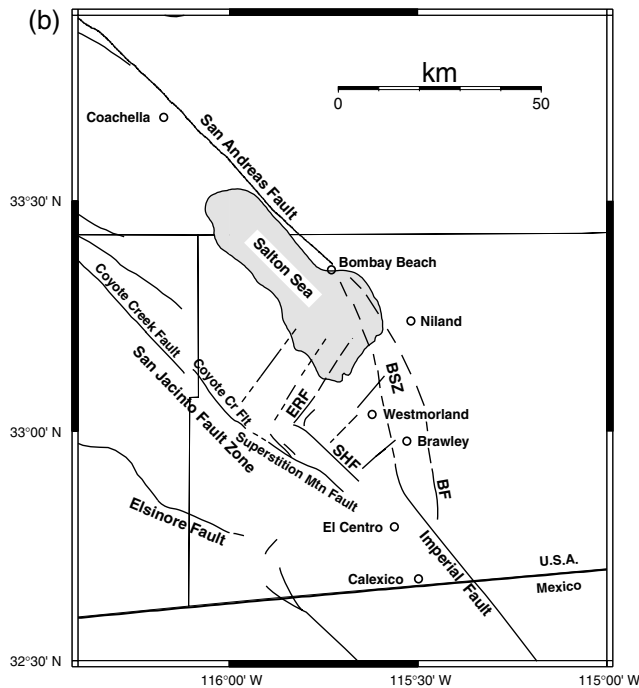 (b)
km
0 50
Coachella
San Andreas Fault
33°30' N
Salton Sea
Bombay Beach
Niland
Coyote Creek Fault
San Jacinto Fault Zone
Coyote Cr Flt
ERF
BSZ
33°00' N
Westmorland
Brawley
SHF
Superstition Mtn Fault
BF
Elsinore Fault
El Centro
Imperial Fault
U.S.A.
Calexico
Mexico
32°30' N
116°00' W 115°30' W 115°00' W